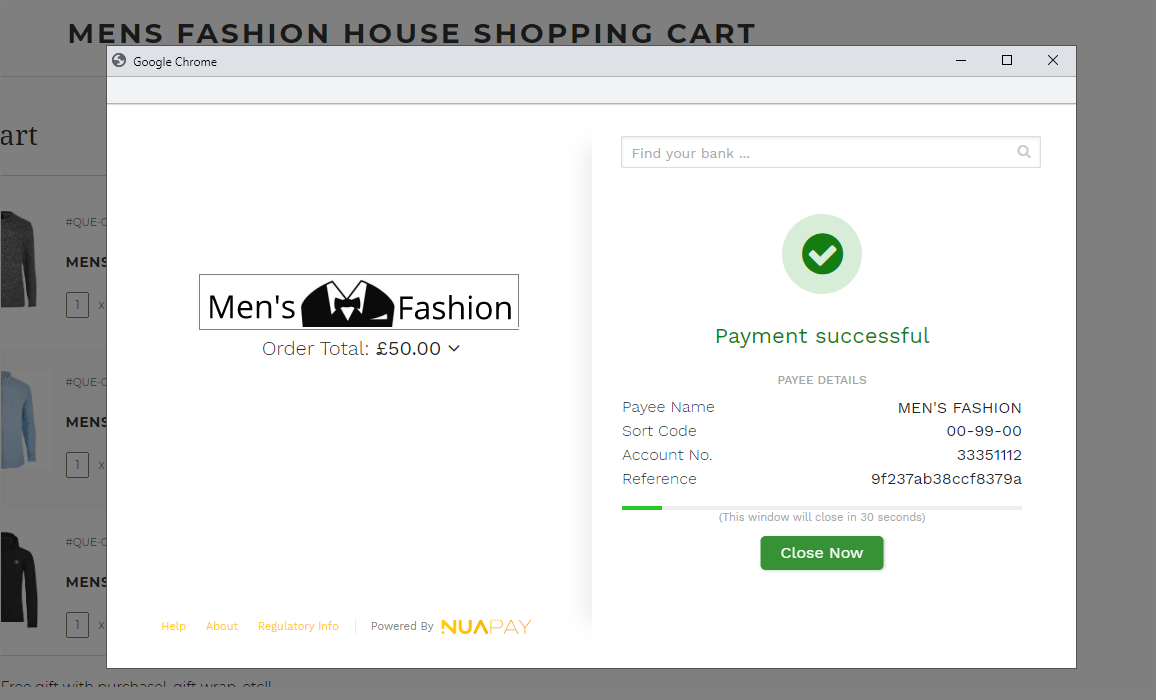 MENS FASHION HOUSE SHOPPING CART
Google Chrome
art
#QUE-0
MENS
1 x
#QUE-0
MENS
1 x
#QUE-0
MENS
1 x
Free gift with purchase!, gift wrap, etc!!
Men's Fashion
Order Total: £50.00
Help About Regulatory Info Powered By NUAPAY
Find your bank ...
Payment successful
PAYEE DETAILS
Payee Name MEN'S FASHION
Sort Code 00-99-00
Account No. 33351112
Reference 9f237ab38ccf8379a
(This window will close in 30 seconds)
Close Now